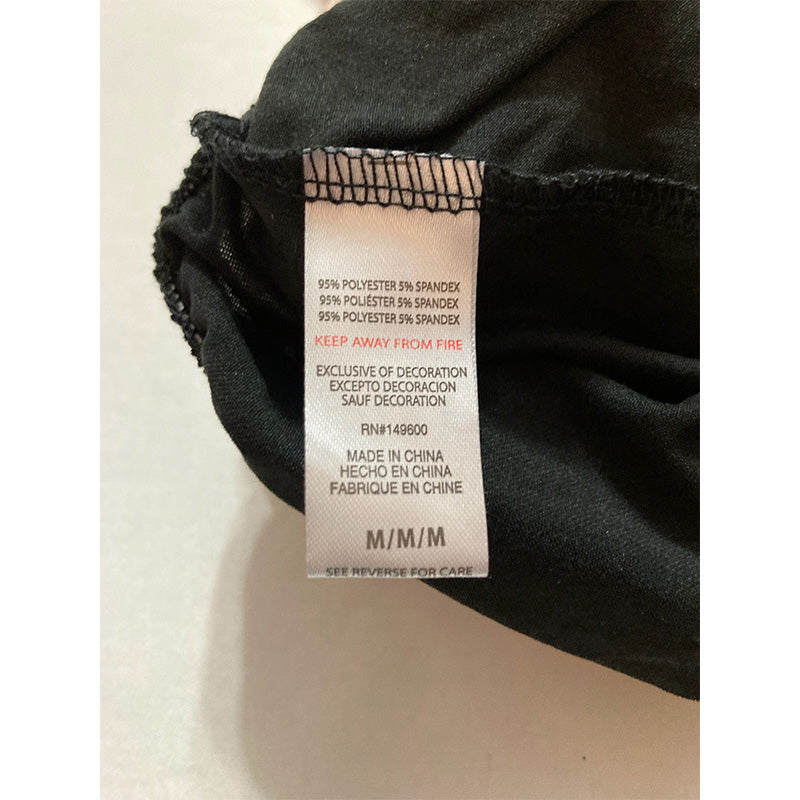 95% POLYESTER 5% SPANDEX
95% POLIÉSTER 5% SPANDEX
95% POLYESTER 5% SPANDEX
KEEP AWAY FROM FIRE
EXCLUSIVE OF DECORATION
EXCEPTO DECORACION
SAUF DECORATION
RN#149600
MADE IN CHINA
HECHO EN CHINA
FABRIQUE EN CHINE
M/M/M
SEE REVERSE FOR CARE